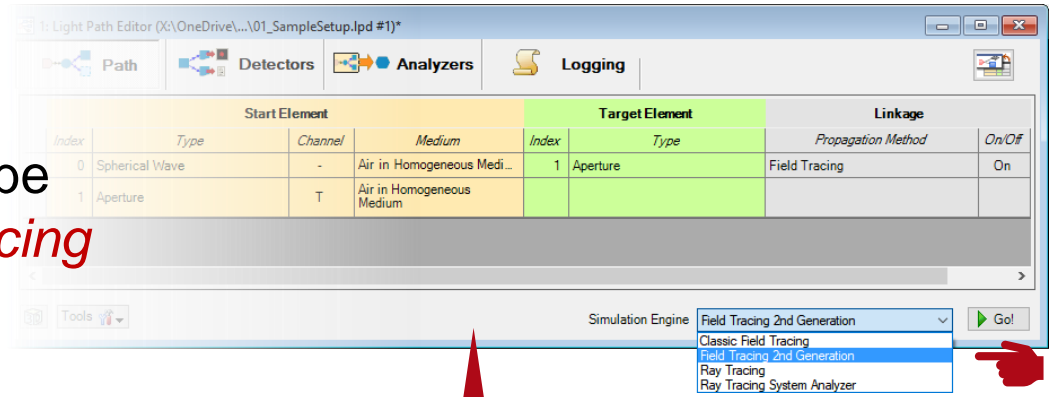 1: Light Path Editor (X:\OneDrive\...\01_SampleSetup.lpd #1)*
Path Detectors Analyzers Logging
Start Element Target Element Linkage
Index Type Channel Medium Index Type Propagation Method On/Off
0 Spherical Wave - Air in Homogeneous Medi... 1 Aperture Field Tracing On
1 Aperture T Air in Homogeneous
Medium
Tools
Simulation Engine Field Tracing 2nd Generation Go!
Classic Field Tracing
Field Tracing 2nd Generation
Ray Tracing
Ray Tracing System Analyzer